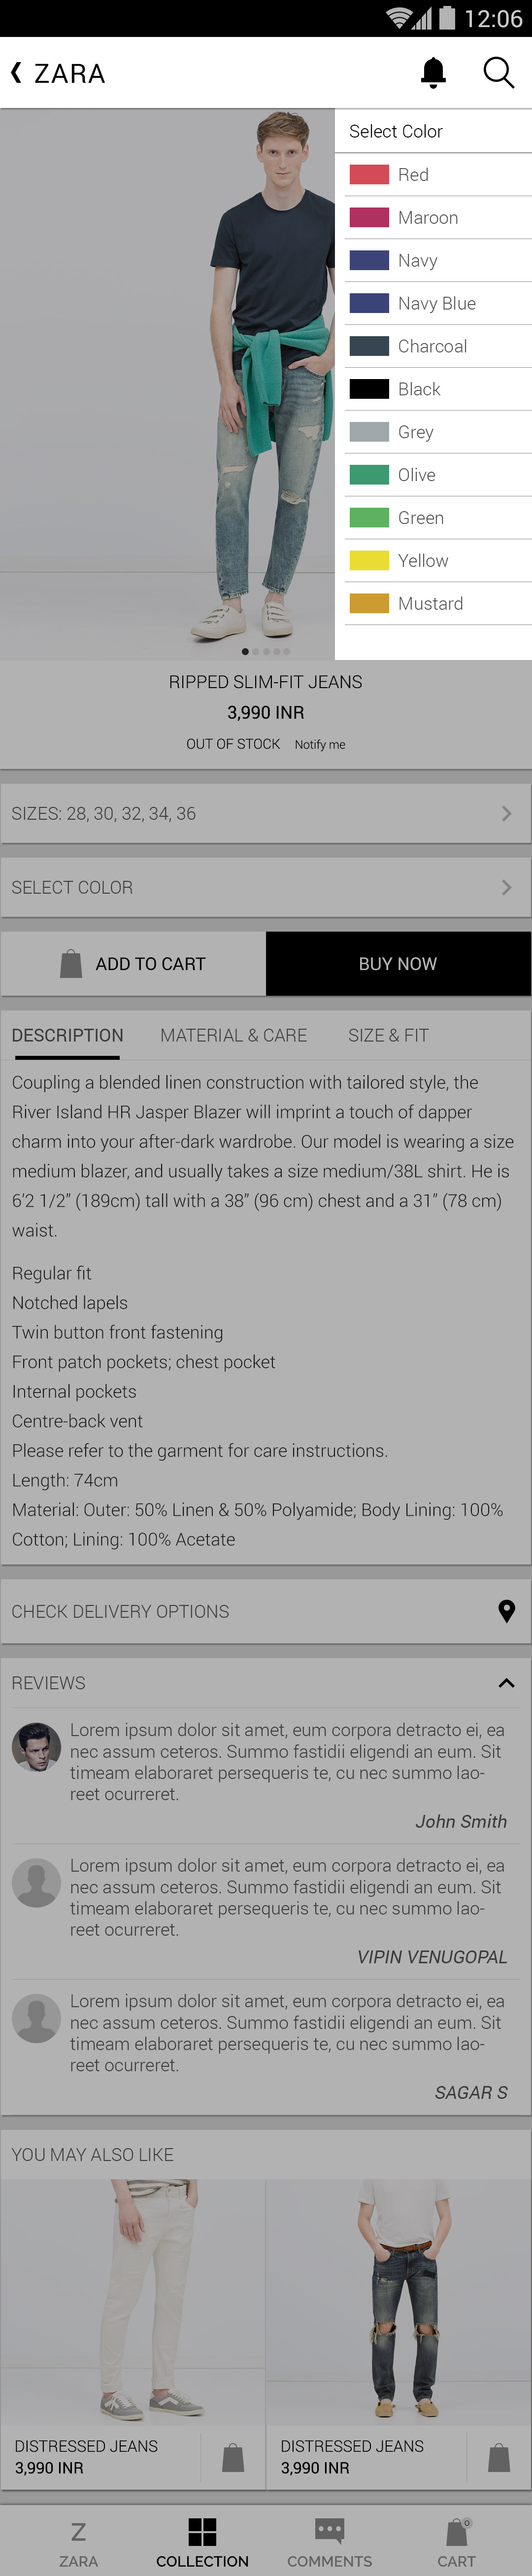 12:06
ZARA
Select Color
Red
Maroon
Navy
Navy Blue
Charcoal
Black
Grey
Olive
Green
Yellow
Mustard
RIPPED SLIM-FIT JEANS
3,990 INR
OUT OF STOCK Notify me
SIZES: 28, 30, 32, 34, 36
SELECT COLOR
ADD TO CART
BUY NOW
DESCRIPTION MATERIAL & CARE SIZE & FIT
Coupling a blended linen construction with tailored style, the
River Island HR Jasper Blazer will imprint a touch of dapper
charm into your after-dark wardrobe. Our model is wearing a size
medium blazer, and usually takes a size medium/38L shirt. He is
6’2 1/2” (189cm) tall with a 38” (96 cm) chest and a 31” (78 cm)
waist.
Regular fit
Notched lapels
Twin button front fastening
Front patch pockets; chest pocket
Internal pockets
Centre-back vent
Please refer to the garment for care instructions.
Length: 74cm
Material: Outer: 50% Linen & 50% Polyamide; Body Lining: 100%
Cotton; Lining: 100% Acetate
CHECK DELIVERY OPTIONS
REVIEWS
Lorem ipsum dolor sit amet, eum corpora detracto ei, ea
nec assum ceteros. Summo fastidii eligendi an eum. Sit
timeam elaboraret persequeris te, cu nec summo lao-
reet ocurreret.
John Smith
Lorem ipsum dolor sit amet, eum corpora detracto ei, ea
nec assum ceteros. Summo fastidii eligendi an eum. Sit
timeam elaboraret persequeris te, cu nec summo lao-
reet ocurreret.
VIPIN VENUGOPAL
Lorem ipsum dolor sit amet, eum corpora detracto ei, ea
nec assum ceteros. Summo fastidii eligendi an eum. Sit
timeam elaboraret persequeris te, cu nec summo lao-
reet ocurreret.
SAGAR S
YOU MAY ALSO LIKE
DISTRESSED JEANS
3,990 INR
DISTRESSED JEANS
3,990 INR
Z
0
ZARA COLLECTION COMMENTS CART